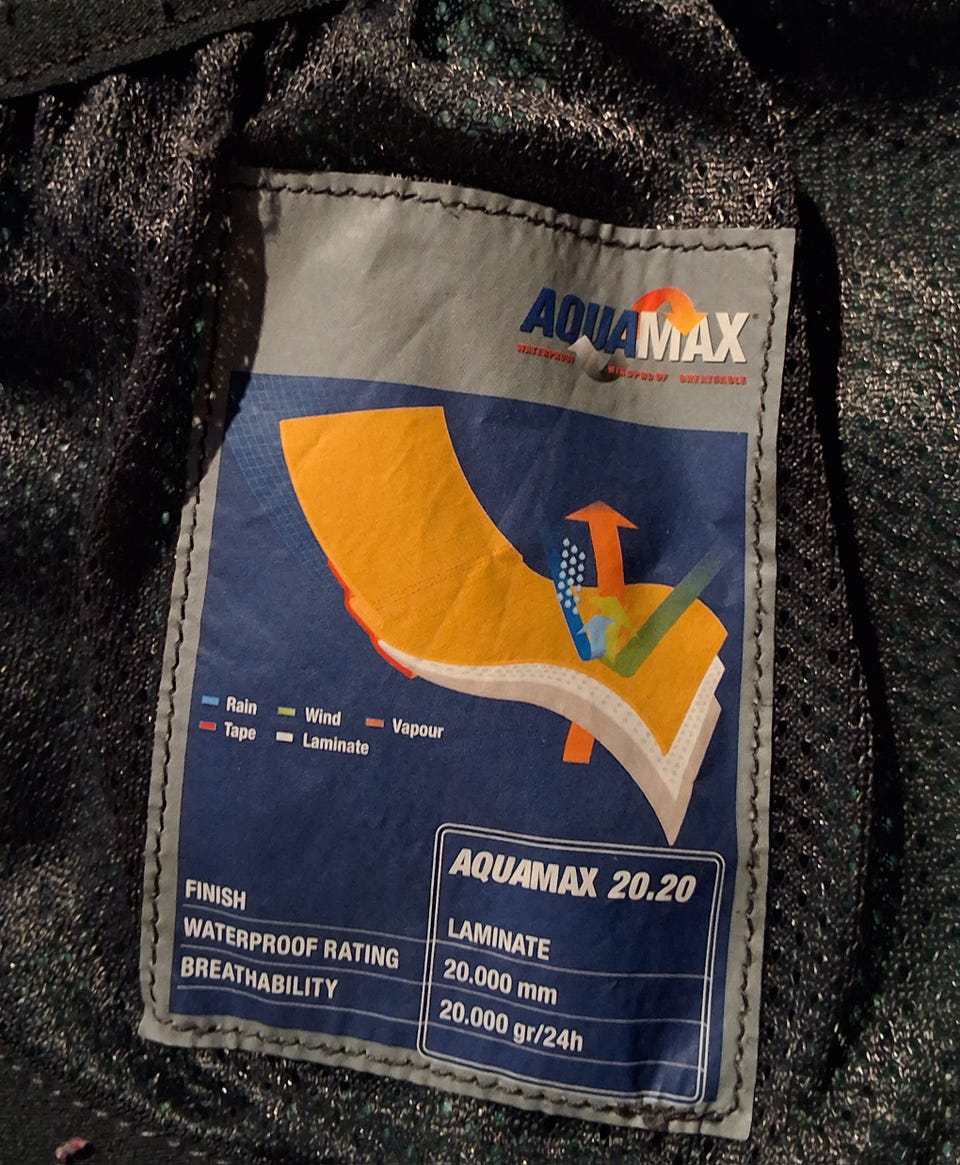 AQUAMAX®
WATERPROOF WINDPROOF BREATHABLE
Rain Wind Vapour
Tape Laminate
AQUAMAX 20.20
FINISH LAMINATE
WATERPROOF RATING 20.000 mm
BREATHABILITY 20.000 gr/24h